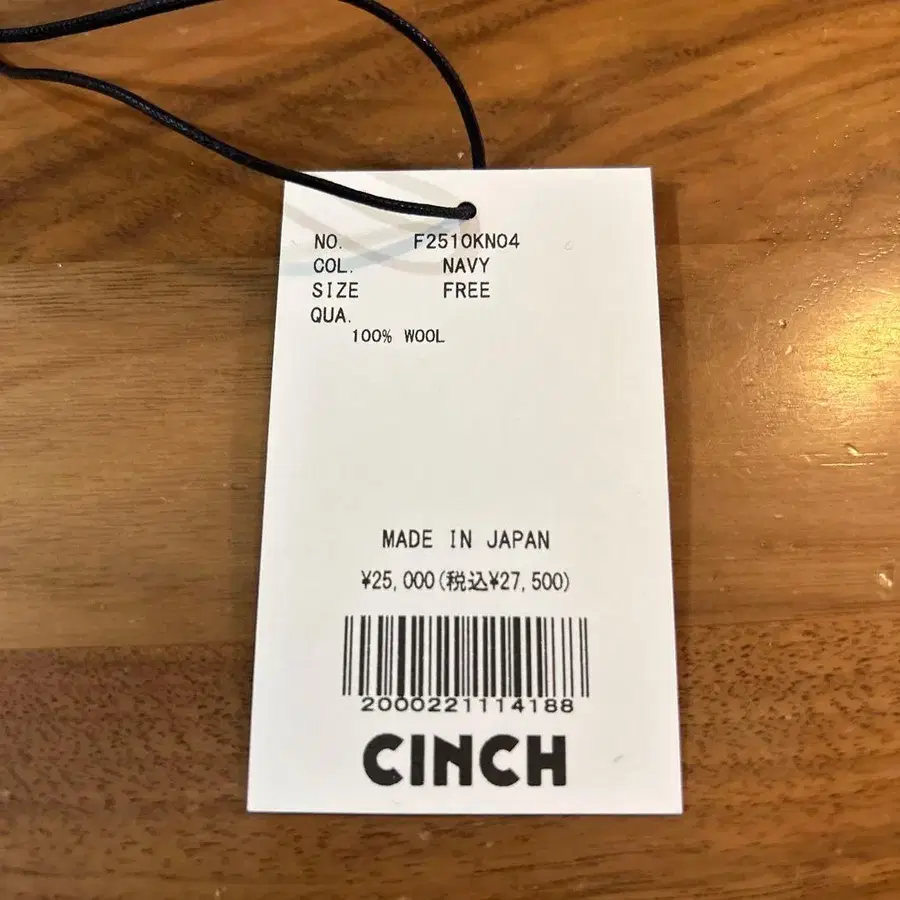 NO. F2510KN04
COL. NAVY
SIZE FREE
QUA.
100% WOOL
MADE IN JAPAN
¥25,000(税込¥27,500)
2000221114188
CINCH